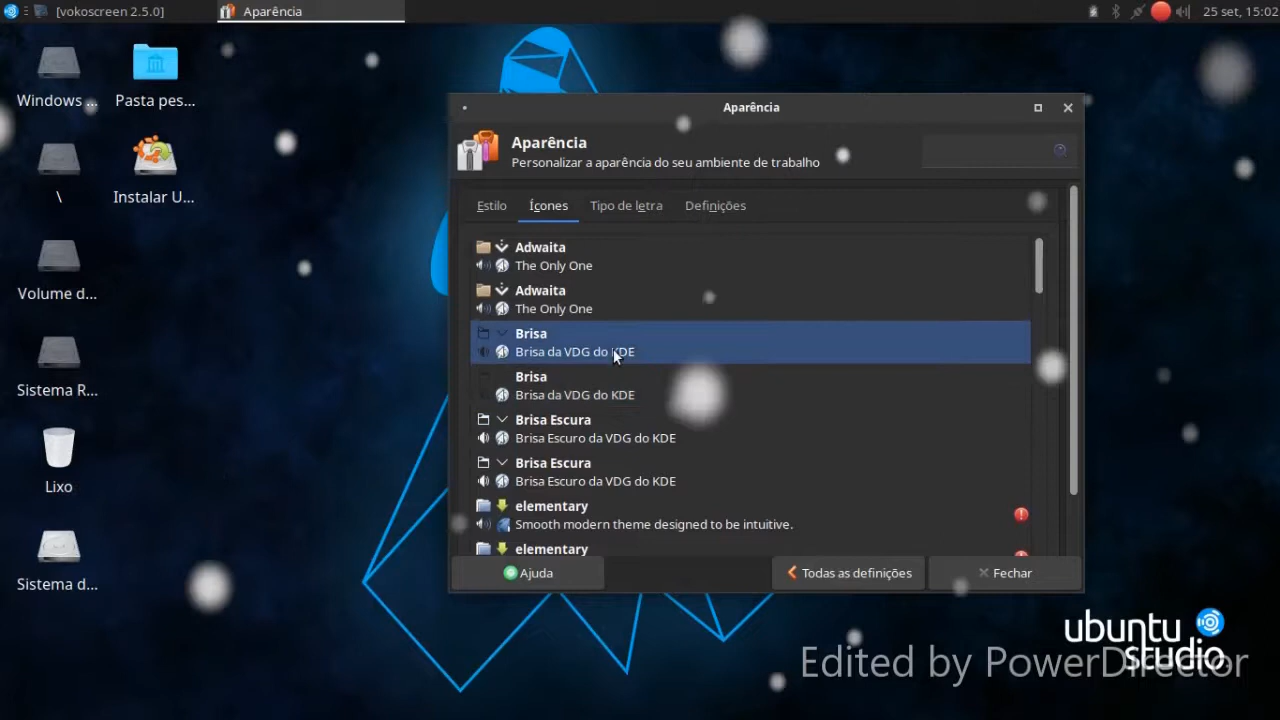 [vokoscreen 2.5.0]
Aparência
25 set, 15:02
Windows ...
Pasta pes...
\
Instalar U...
Volume d...
Sistema R...
Lixo
Sistema d...
Aparência
Aparência
Personalizar a aparência do seu ambiente de trabalho
Estilo
Ícones
Tipo de letra
Definições
Adwaita
The Only One
Adwaita
The Only One
Brisa
Brisa da VDG do KDE
Brisa
Brisa da VDG do KDE
Brisa Escura
Brisa Escuro da VDG do KDE
Brisa Escura
Brisa Escuro da VDG do KDE
elementary
Smooth modern theme designed to be intuitive.
elementary
Ajuda
Todas as definições
Fechar
ubuntu
studio
Edited by PowerDirector